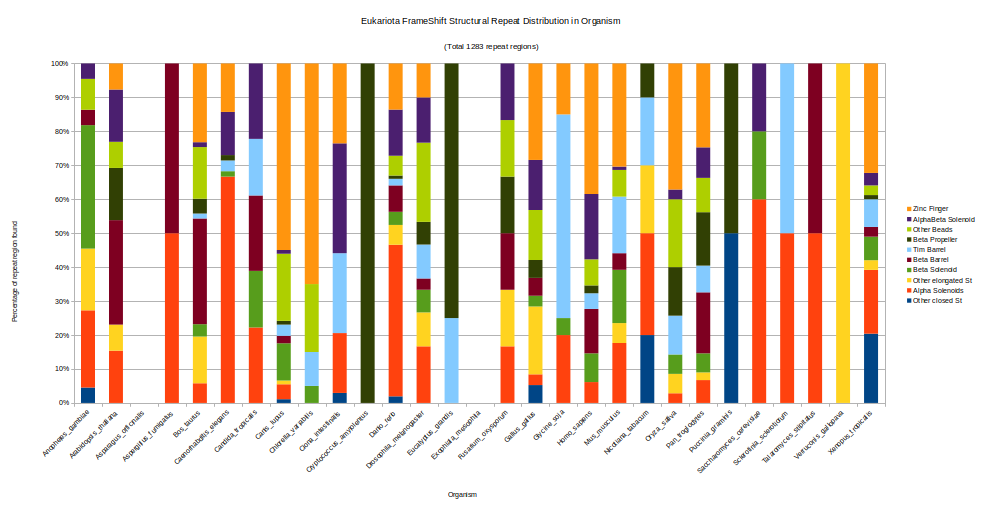 Eukariota FrameShift Structural Repeat Distribution in Organism
(Total 1283 repeat regions)
Percentage of repeat region found
100%
90%
80%
70%
60%
50%
40%
30%
20%
10%
0%
Anopheles_gambiae
Arabidopsis_thaliana
Asparagus_officinalis
Aspergillus_fumigatus
Bos_taurus
Caenorhabditis_elegans
Candida_tropicalis
Canis_lupus
Chlorella_variabilis
Ciona_intestinalis
Cryptococcus_amylolentus
Danio_rerio
Drosophila_melanogaster
Eucalyptus_grandis
Exophiala_mesophila
Fusarium_oxysporum
Gallus_gallus
Glycine_soja
Homo_sapiens
Mus_musculus
Nicotiana_tabacum
Oryza_sativa
Pan_troglodytes
Puccinia_graminis
Saccharomyces_cerevisiae
Sclerotinia_sclerotiorum
Talaromyces_stipitatus
Verruconis_gallopava
Xenopus_tropicalis
Organism
Zinc Finger
AlphaBeta Solenoid
Other Beads
Beta Propeller
Tim Barrel
Beta Barrel
Beta Solenoid
Other elongated St
Alpha Solenoids
Other closed St